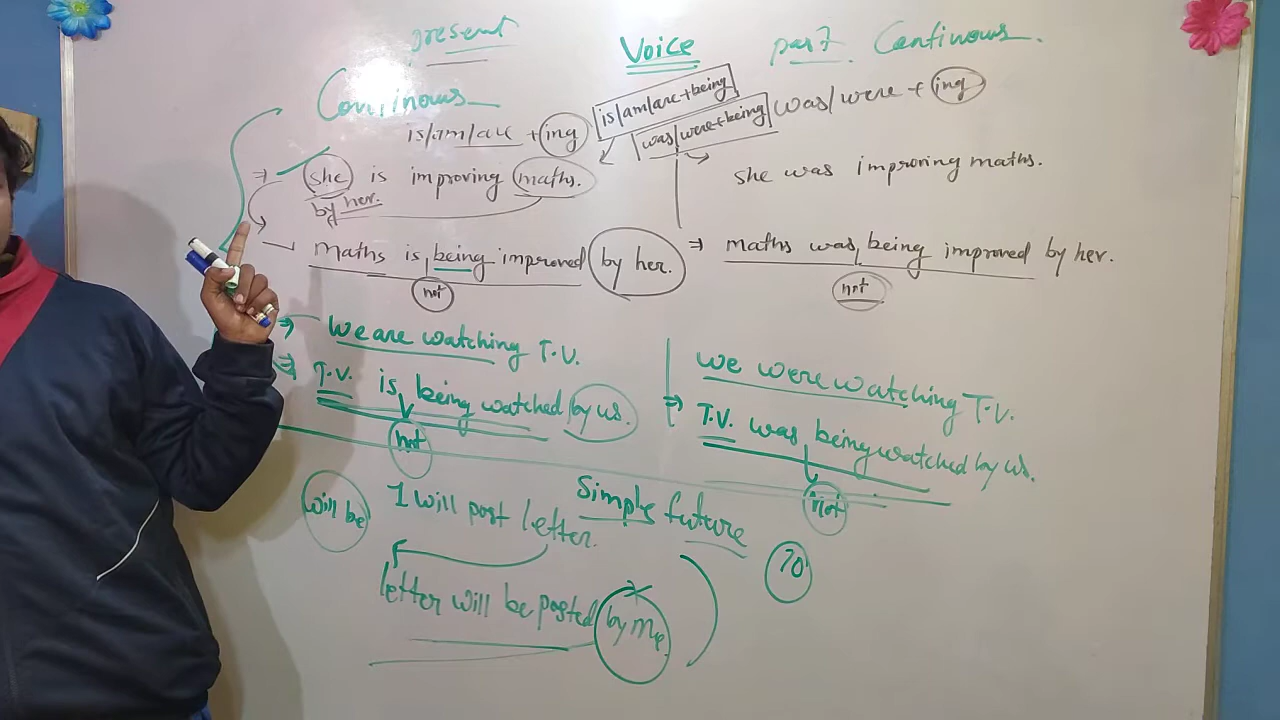 present
Continous
Voice
past Continous.
is/am/are + ing
is/am/are+being
was/were+being
was/were + ing
⇒ she is improving maths.
by her.
→ maths is, being improved by her.
not
she was improving maths.
⇒ maths was, being improved by her.
not
⇒ we are watching T.V.
⇒ T.V. is, being watched by us.
not
we were watching T.V.
⇒ T.V. was, being watched by us.
not
Simple future
will be
I will post letter.
letter will be posted by me